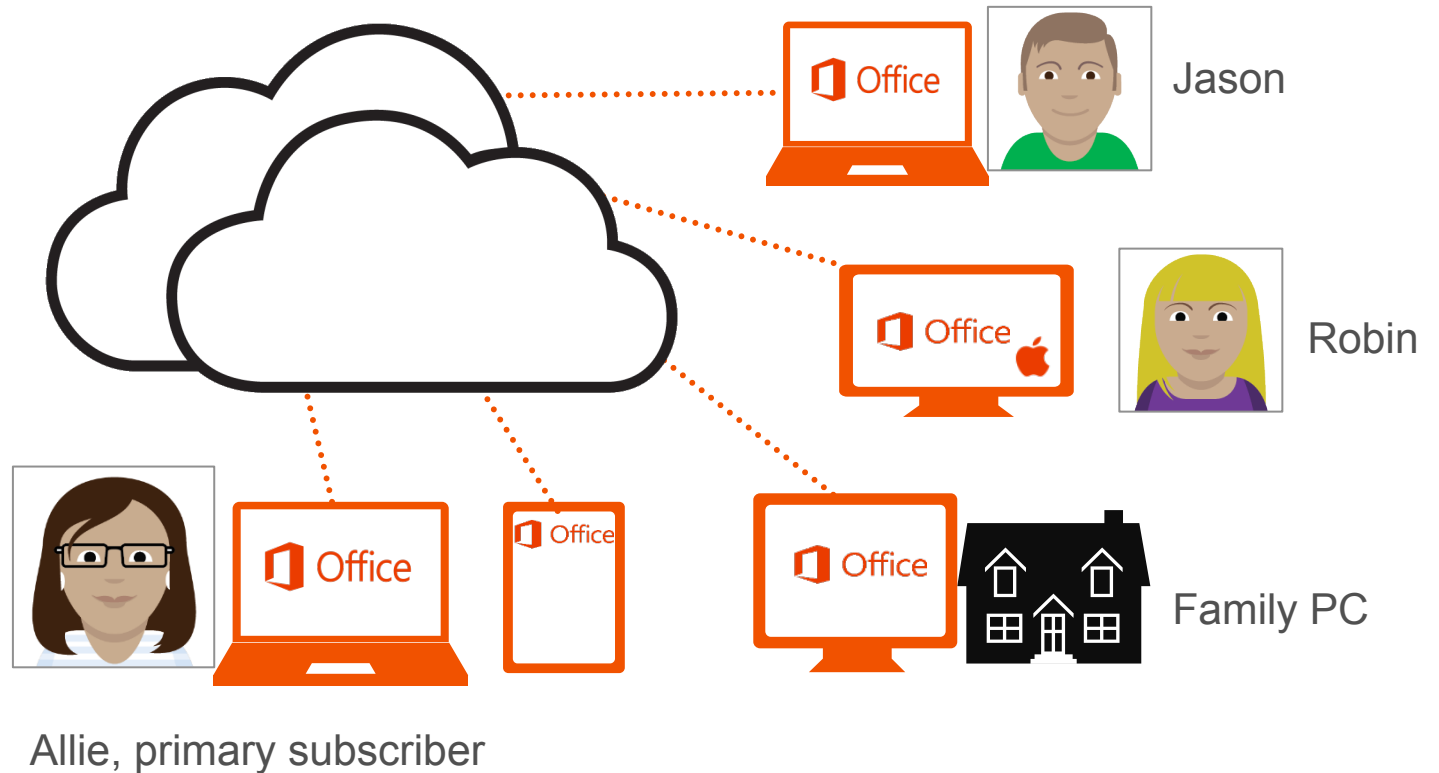 Office
Jason
Office
Robin
Office
Office
Office
Family PC
Allie, primary subscriber